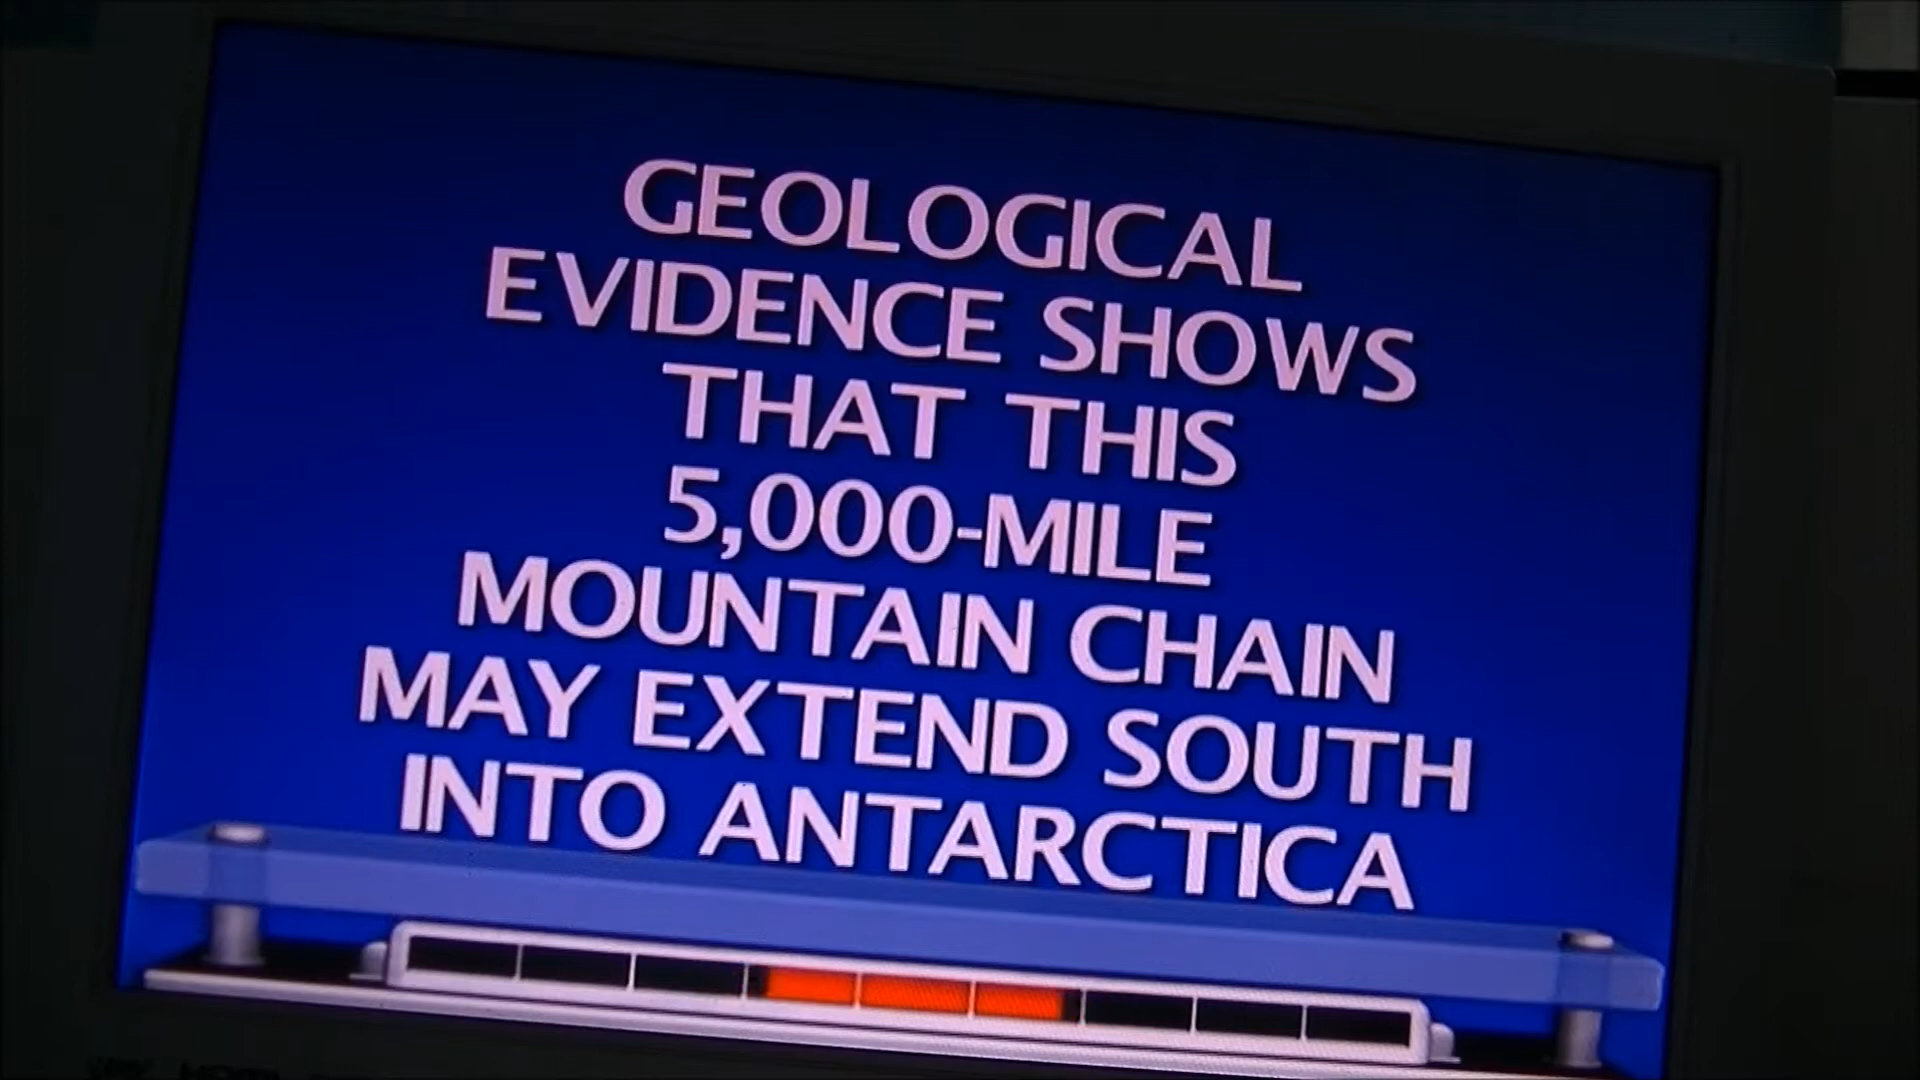 GEOLOGICAL
EVIDENCE SHOWS
THAT THIS
5,000-MILE
MOUNTAIN CHAIN
MAY EXTEND SOUTH
INTO ANTARCTICA